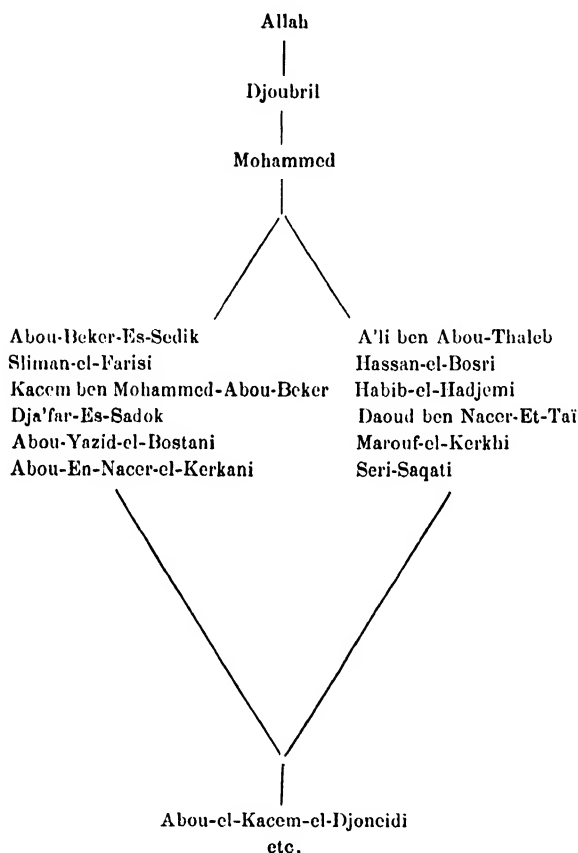 Allah
Djoubril
Mohammed
Abou-Beker-Es-Sedik
Sliman-el-Farisi
Kacem ben Mohammed-Abou-Beker
Dja'far-Es-Sadok
Abou-Yazid-el-Bostani
Abou-En-Nacer-el-Kerkani
A'li ben Abou-Thaleb
Hassan-el-Bosri
Habib-el-Hadjemi
Daoud ben Nacer-Et-Taï
Marouf-el-Kerkhi
Seri-Saqati
Abou-el-Kacem-el-Djoneidi
etc.